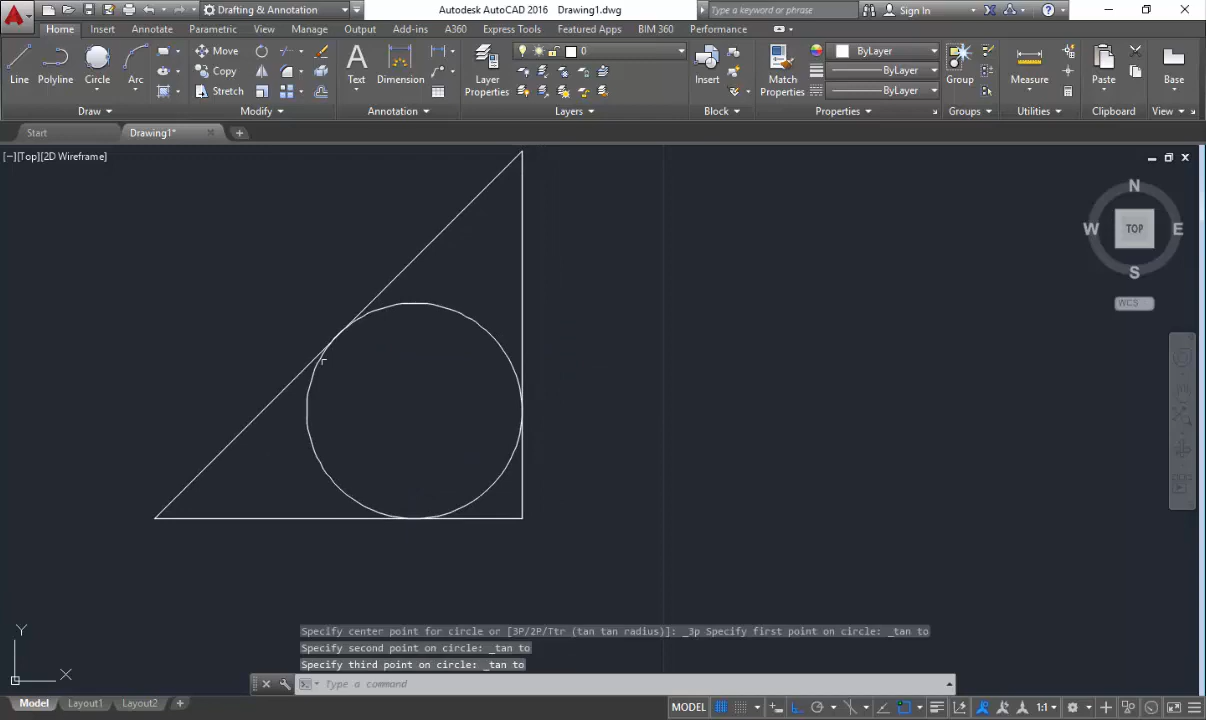 Drafting & Annotation
Autodesk AutoCAD 2016 Drawing1.dwg
Type a keyword or phrase
Sign In
Home Insert Annotate Parametric View Manage Output Add-ins A360 Express Tools Featured Apps BIM 360 Performance
Move
Copy
Stretch
Line Polyline Circle Arc
Text Dimension
Layer Properties
0
Insert
Match Properties
ByLayer
ByLayer
ByLayer
Group
Measure
Paste
Base
Draw Modify Annotation Layers Block Properties Groups Utilities Clipboard View
Start Drawing1*
[−][Top][2D Wireframe]
N
W TOP E
S
WCS
Specify center point for circle or [3P/2P/Ttr (tan tan radius)]: _3p Specify first point on circle: _tan to
Specify second point on circle: _tan to
Specify third point on circle: _tan to
Type a command
Y
X
Model Layout1 Layout2 +
MODEL 1:1